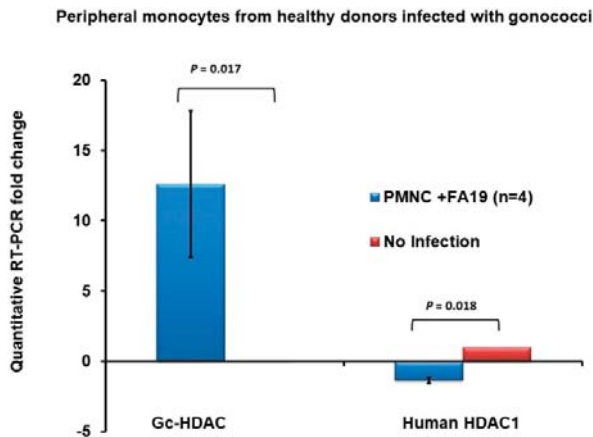 Peripheral monocytes from healthy donors infected with gonococci
Quantitative RT-PCR fold change
20
15
10
5
0
-5
P = 0.017
PMNC +FA19 (n=4)
No Infection
P = 0.018
Gc-HDAC
Human HDAC1